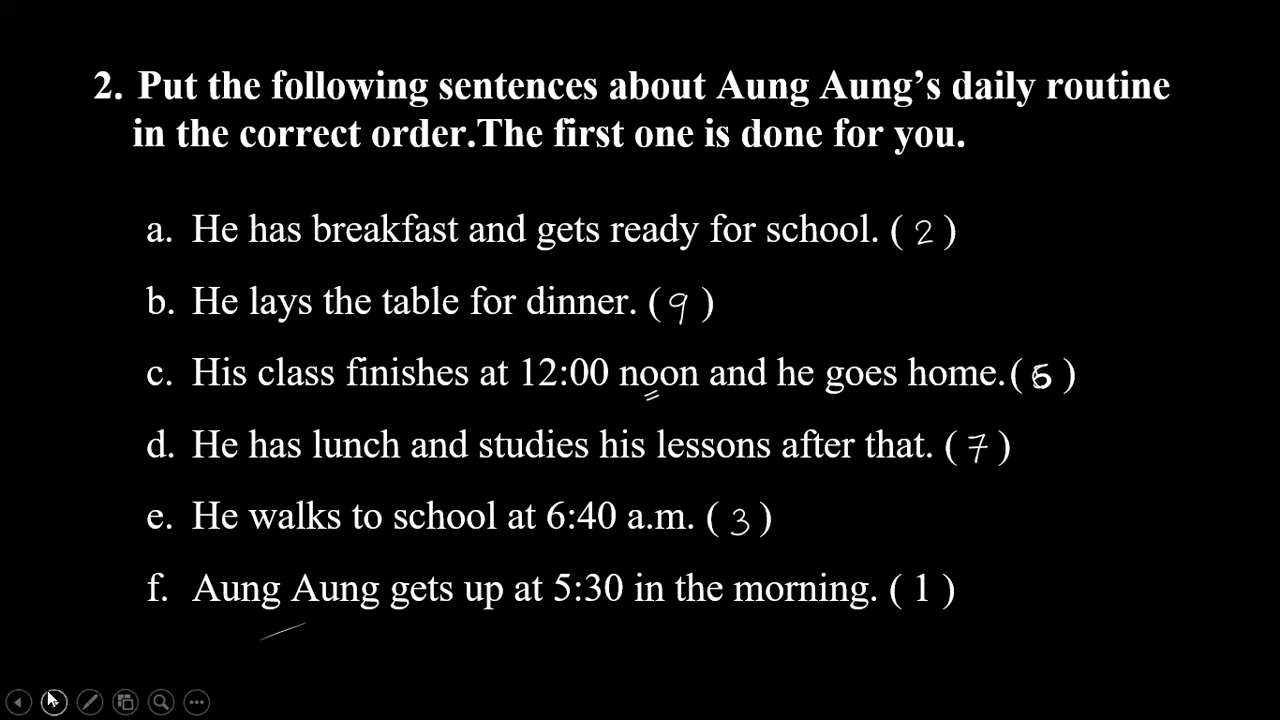 2. Put the following sentences about Aung Aung’s daily routine
in the correct order.The first one is done for you.
a. He has breakfast and gets ready for school. ( 2 )
b. He lays the table for dinner. ( 9 )
c. His class finishes at 12:00 noon and he goes home.( 5 )
d. He has lunch and studies his lessons after that. ( 7 )
e. He walks to school at 6:40 a.m. ( 3 )
f. Aung Aung gets up at 5:30 in the morning. ( 1 )